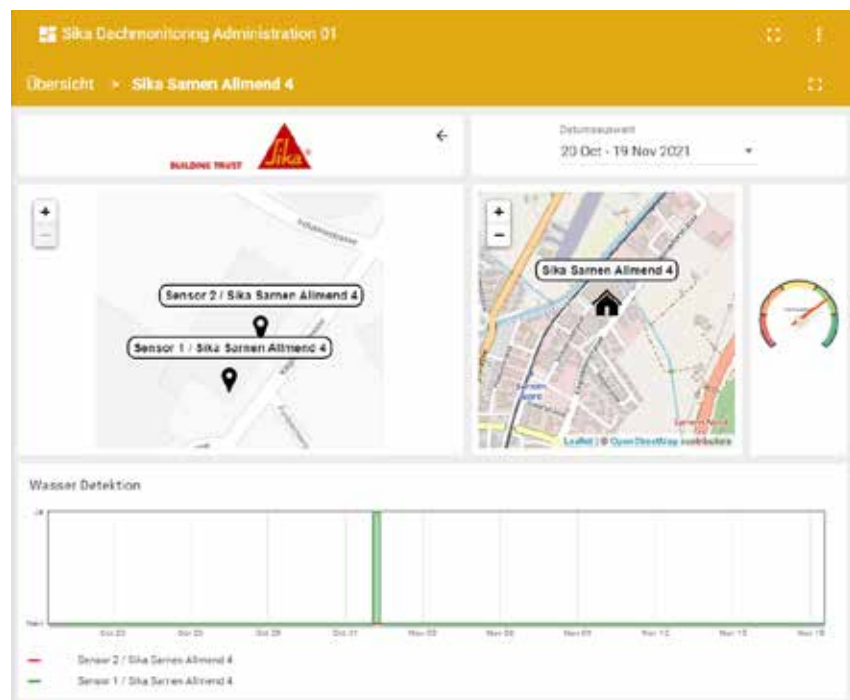 Sika Dachmonitoring Administration 01
Übersicht > Sika Sarnen Allmend 4
BUILDING TRUST
Sika®
Datumsauswahl
20 Oct - 19 Nov 2021
+
−
Sensor 2 / Sika Sarnen Allmend 4
Sensor 1 / Sika Sarnen Allmend 4
+
−
Sika Sarnen Allmend 4
Sarnen Nord
Leaflet | © OpenStreetMap contributors
Wasser Detektion
Oct 23
Oct 29
Oct 31
Nov 03
Nov 06
Nov 09
Nov 12
Nov 15
Nov 18
Sensor 2 / Sika Sarnen Allmend 4
Sensor 1 / Sika Sarnen Allmend 4